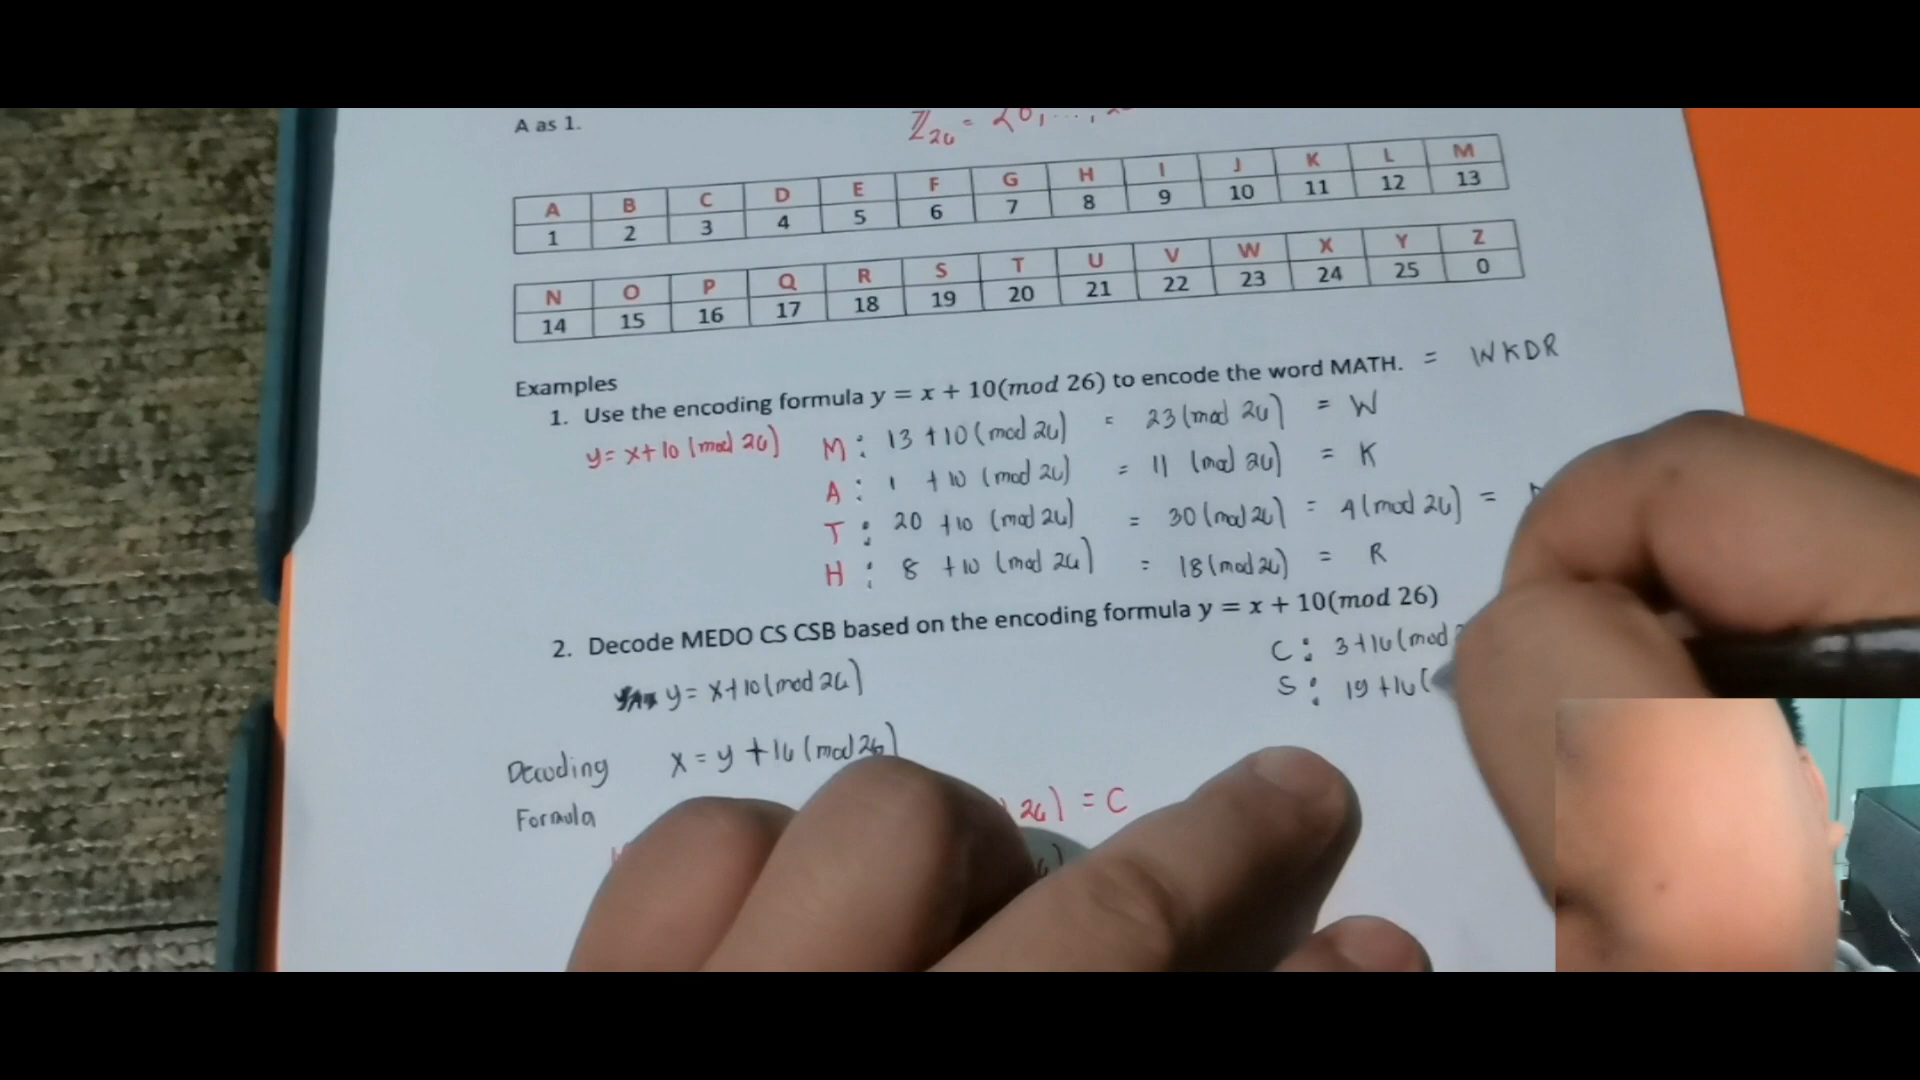 A as 1.
A B C D E F G H I J K L M
1 2 3 4 5 6 7 8 9 10 11 12 13
N O P Q R S T U V W X Y Z
14 15 16 17 18 19 20 21 22 23 24 25 0
Examples
1. Use the encoding formula y = x + 10(mod 26) to encode the word MATH. = WKDR
y = x+10 (mod 26) M: 13 +10 (mod 26) = 23 (mod 26) = W
A: 1 +10 (mod 26) = 11 (mod 26) = K
T: 20 +10 (mod 26) = 30 (mod 26) = 4 (mod 26) =
H: 8 +10 (mod 26) = 18 (mod 26) = R
2. Decode MEDO CS CSB based on the encoding formula y = x + 10(mod 26)
y = x+10 (mod 26) C: 3+16 (mod
S: 19 +16 (
Decoding x = y +16 (mod 26)
Formula 26) = C